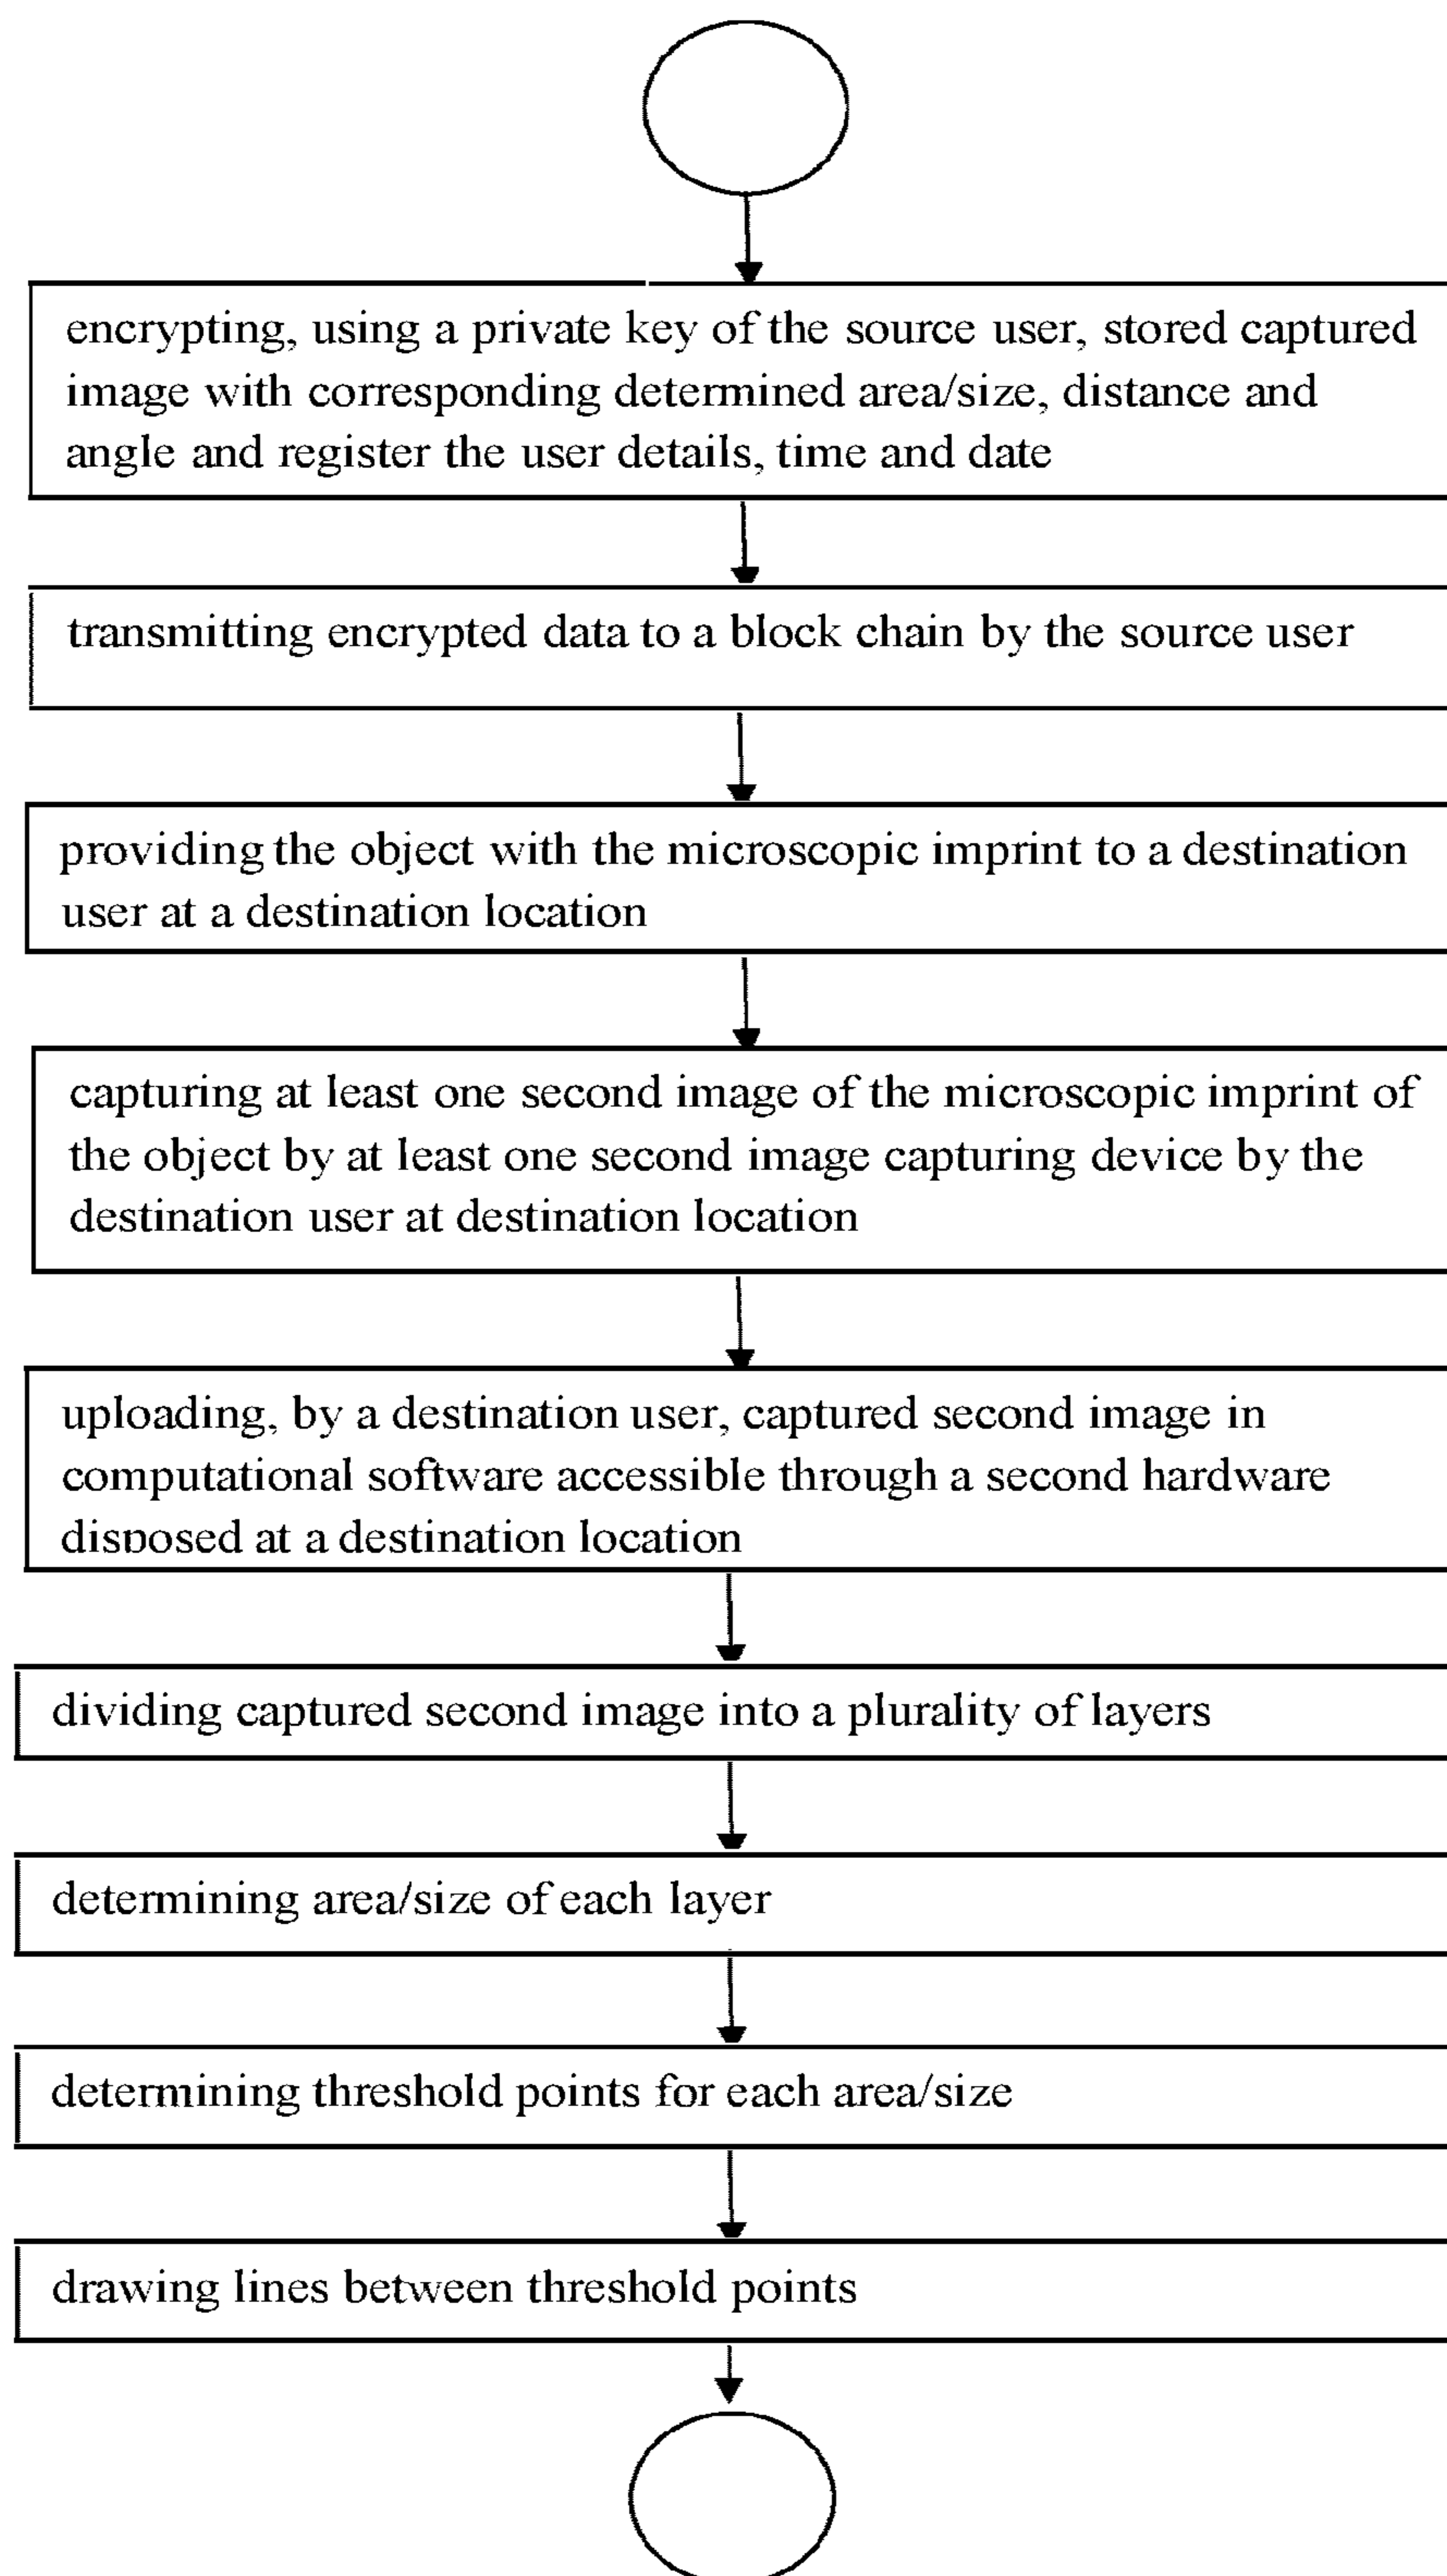 encrypting, using a private key of the source user, stored captured
image with corresponding determined area/size, distance and
angle and register the user details, time and date
transmitting encrypted data to a block chain by the source user
providing the object with the microscopic imprint to a destination
user at a destination location
capturing at least one second image of the microscopic imprint of
the object by at least one second image capturing device by the
destination user at destination location
uploading, by a destination user, captured second image in
computational software accessible through a second hardware
disposed at a destination location
dividing captured second image into a plurality of layers
determining area/size of each layer
determining threshold points for each area/size
drawing lines between threshold points